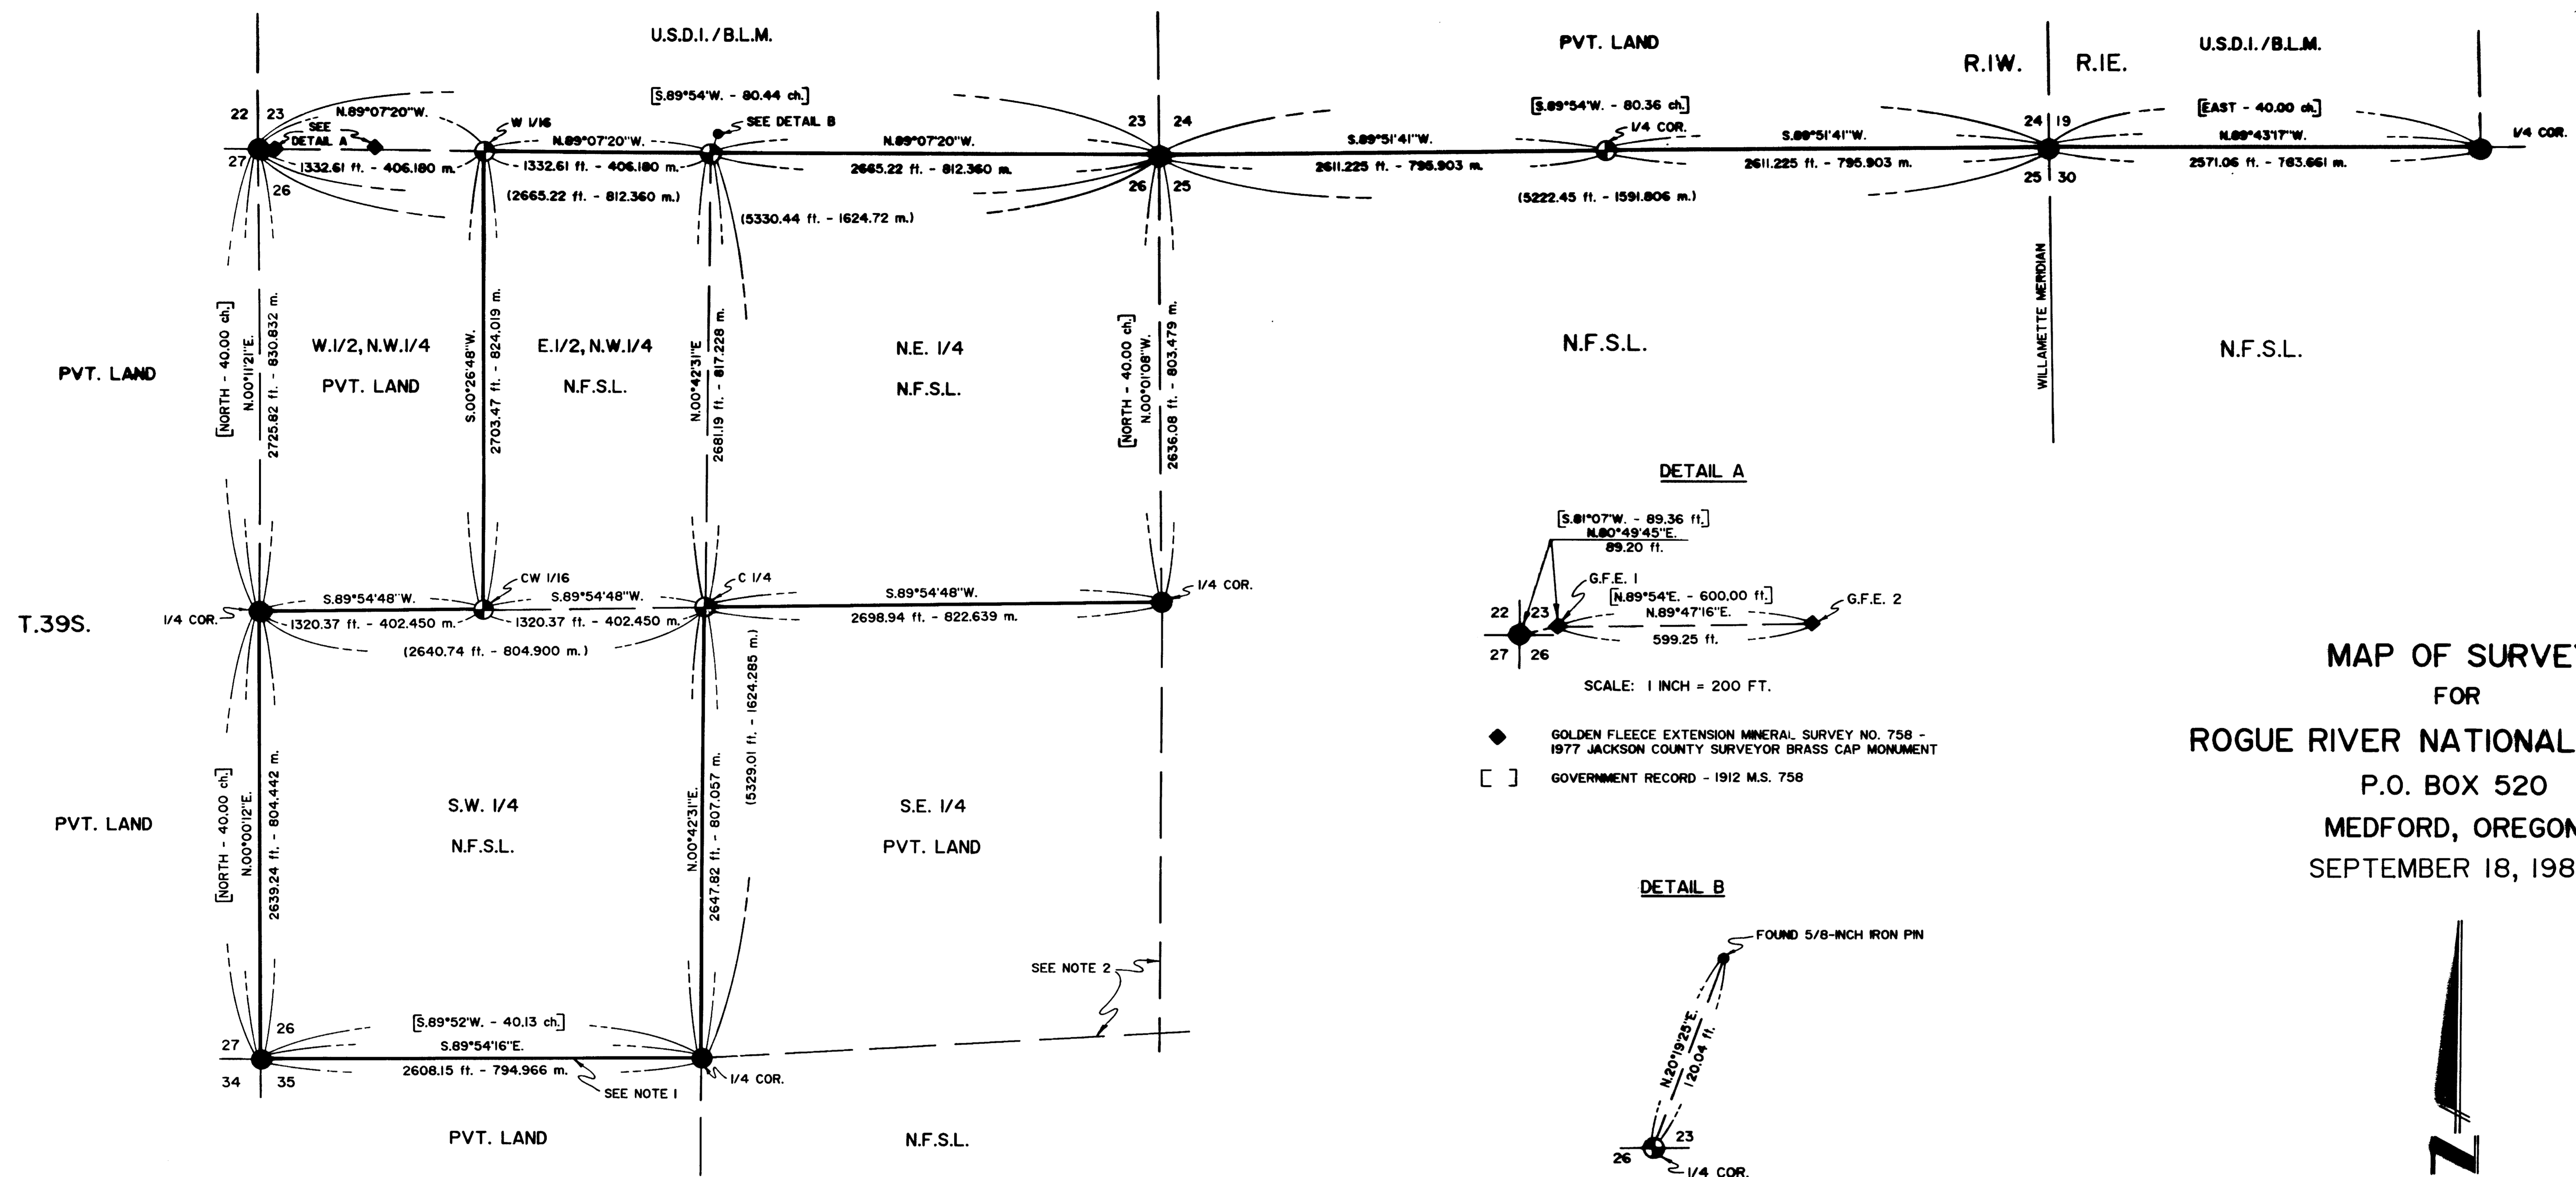 U.S.D.I./B.L.M.
PVT. LAND
R.1W.
R.1E.
U.S.D.I./B.L.M.
[S.89°54'W. - 80.44 ch.]
[S.89°54'W. - 80.36 ch.]
[EAST - 40.00 ch.]
22 23
N.89°07'20"W.
SEE
DETAIL A
W 1/16
SEE DETAIL B
23 24
1/4 COR.
24 19
1/4 COR.
N.89°07'20"W.
N.89°07'20"W.
S.89°51'41"W.
S.89°51'41"W.
N.89°43'17"W.
27
26
1332.61 ft. - 406.180 m.
1332.61 ft. - 406.180 m.
2665.22 ft. - 812.360 m.
26 25
2611.225 ft. - 795.903 m.
2611.225 ft. - 795.903 m.
25 30
2571.06 ft. - 783.661 m.
(2665.22 ft. - 812.360 m.)
(5330.44 ft. - 1624.72 m.)
(5222.45 ft. - 1591.806 m.)
[NORTH - 40.00 ch.]
N.00°11'21"E.
2725.82 ft. - 830.832 m.
S.00°26'48"W.
2703.47 ft. - 824.019 m.
N.00°42'31"E
2681.19 ft. - 817.228 m.
[NORTH - 40.00 ch.]
N.00°01'08"W.
2636.08 ft. - 803.479 m.
WILLAMETTE MERIDIAN
PVT. LAND
W.1/2, N.W.1/4
PVT. LAND
E.1/2, N.W.1/4
N.F.S.L.
N.E. 1/4
N.F.S.L.
N.F.S.L.
N.F.S.L.
T.39S.
1/4 COR.
S.89°54'48"W.
CW 1/16
S.89°54'48"W.
C 1/4
S.89°54'48"W.
1/4 COR.
1320.37 ft. - 402.450 m.
1320.37 ft. - 402.450 m.
2698.94 ft. - 822.639 m.
(2640.74 ft. - 804.900 m.)
(5329.01 ft. - 1624.285 m.)
[NORTH - 40.00 ch.]
N.00°00'12"E.
2639.24 ft. - 804.442 m.
N.00°42'31"E.
2647.82 ft. - 807.057 m.
PVT. LAND
S.W. 1/4
N.F.S.L.
S.E. 1/4
PVT. LAND
SEE NOTE 2
27
26
[S.89°52'W. - 40.13 ch.]
S.89°54'16"E.
2608.15 ft. - 794.966 m.
34 35
SEE NOTE 1
1/4 COR.
PVT. LAND
N.F.S.L.
DETAIL A
[S.81°07'W. - 89.36 ft.]
N.80°49'45"E.
89.20 ft.
G.F.E. 1
[N.89°54'E. - 600.00 ft.]
G.F.E. 2
22 23
N.89°47'16"E.
599.25 ft.
27 26
SCALE: 1 INCH = 200 FT.
GOLDEN FLEECE EXTENSION MINERAL SURVEY NO. 758 -
1977 JACKSON COUNTY SURVEYOR BRASS CAP MONUMENT
[ ] GOVERNMENT RECORD - 1912 M.S. 758
DETAIL B
FOUND 5/8-INCH IRON PIN
N.20°19'25"E.
120.04 ft.
23
26
1/4 COR.
MAP OF SURVEY
FOR
ROGUE RIVER NATIONAL
P.O. BOX 520
MEDFORD, OREGON
SEPTEMBER 18, 198
N